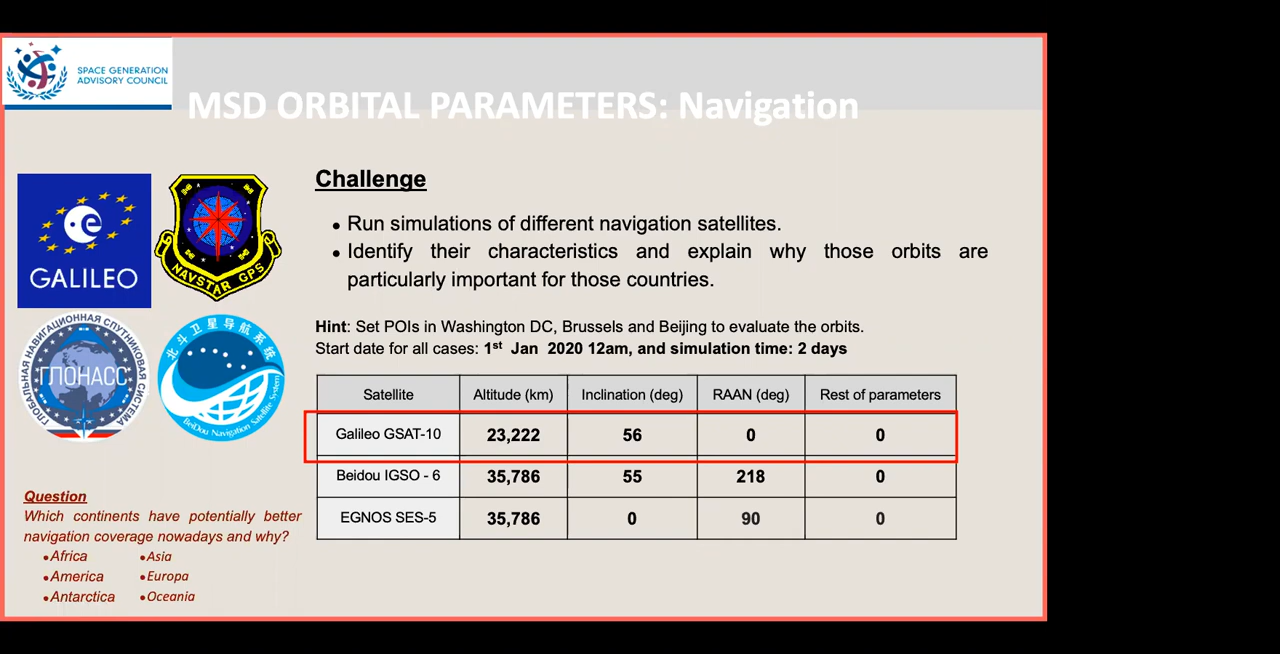 SPACE GENERATION
ADVISORY COUNCIL
MSD ORBITAL PARAMETERS: Navigation
GALILEO
NAVSTAR GPS
ГЛОБАЛЬНАЯ НАВИГАЦИОННАЯ СПУТНИКОВАЯ СИСТЕМА
ГЛОНАСС
北斗卫星导航系统
BeiDou Navigation Satellite System
Challenge
• Run simulations of different navigation satellites.
• Identify their characteristics and explain why those orbits are
particularly important for those countries.
Hint: Set POIs in Washington DC, Brussels and Beijing to evaluate the orbits.
Start date for all cases: 1st Jan 2020 12am, and simulation time: 2 days
Satellite Altitude (km) Inclination (deg) RAAN (deg) Rest of parameters
Galileo GSAT-10 23,222 56 0 0
Beidou IGSO - 6 35,786 55 218 0
EGNOS SES-5 35,786 0 90 0
Question
Which continents have potentially better
navigation coverage nowadays and why?
• Africa • Asia
• America • Europa
• Antarctica • Oceania